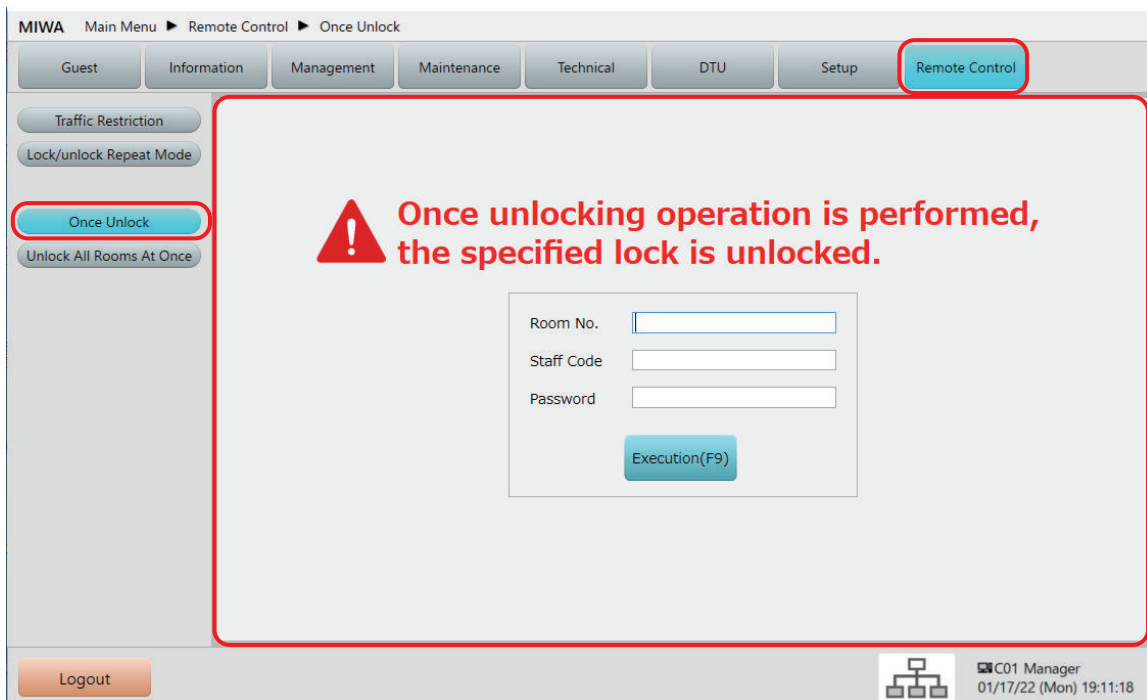 MIWA Main Menu ▶ Remote Control ▶ Once Unlock
Guest Information Management Maintenance Technical DTU Setup Remote Control
Traffic Restriction
Lock/unlock Repeat Mode
Once Unlock
Unlock All Rooms At Once
Once unlocking operation is performed,
the specified lock is unlocked.
Room No.
Staff Code
Password
Execution(F9)
Logout
C01 Manager
01/17/22 (Mon) 19:11:18